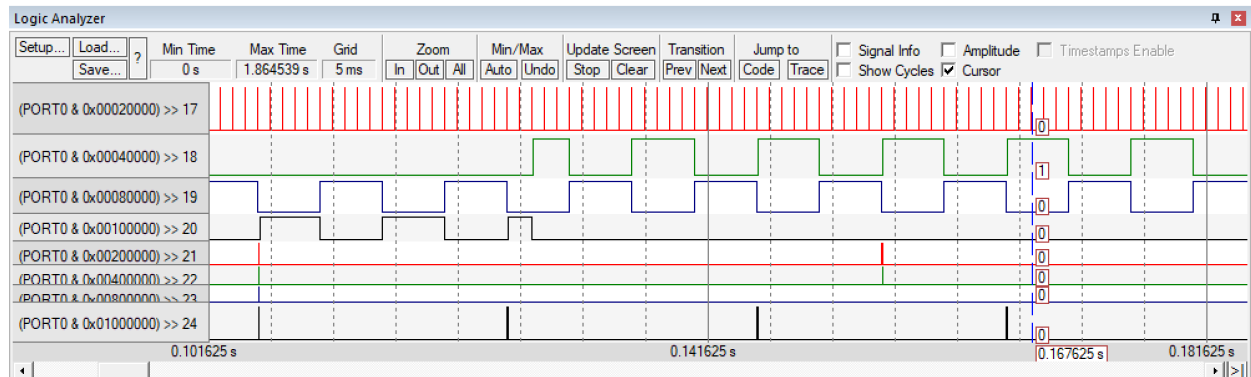 Logic Analyzer
Setup... Load... ? Min Time Max Time Grid Zoom Min/Max Update Screen Transition Jump to Signal Info Amplitude Timestamps Enable
Save... 0 s 1.864539 s 5 ms In Out All Auto Undo Stop Clear Prev Next Code Trace Show Cycles Cursor
(PORT0 & 0x00020000) >> 17
0
(PORT0 & 0x00040000) >> 18
1
(PORT0 & 0x00080000) >> 19
0
(PORT0 & 0x00100000) >> 20
0
(PORT0 & 0x00200000) >> 21
0
(PORT0 & 0x00400000) >> 22
0
(PORT0 & 0x00800000) >> 23
0
(PORT0 & 0x01000000) >> 24
0
0.101625 s 0.141625 s 0.167625 s 0.181625 s